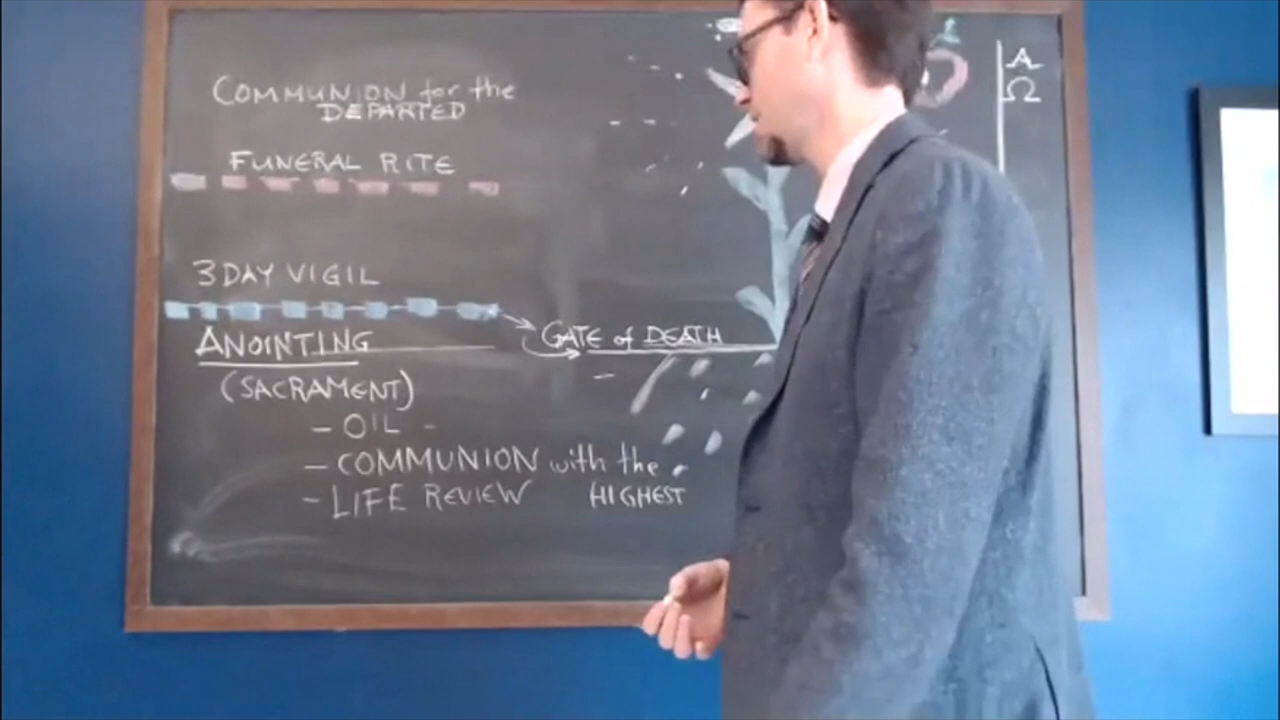 COMMUNION for the
DEPARTED
FUNERAL RITE
3 DAY VIGIL
ANOINTING
GATE of DEATH
(SACRAMENT)
- OIL -
- COMMUNION with the
HIGHEST
- LIFE REVIEW
A
Ω